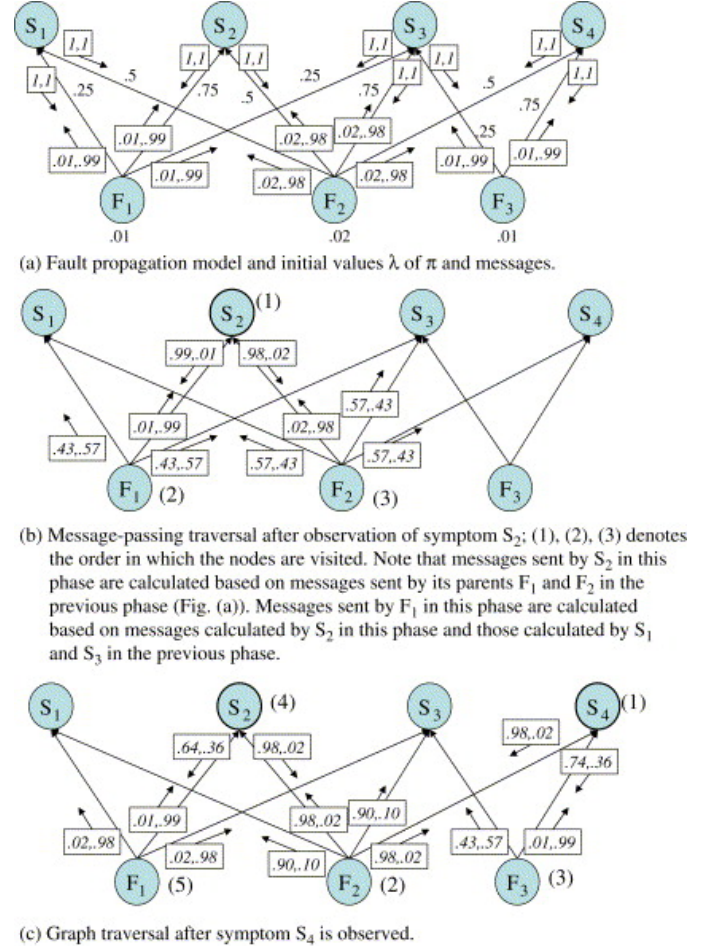 S1 S2 S3 S4
1,1 1,1 1,1 1,1 1,1
.5 .25 .5
1,1 .25 .75 .5 .75 1,1 .75 1,1
.01,.99 .02,.98 .02,.98 .25
.01,.99 .01,.99 .02,.98 .02,.98 .01,.99 .01,.99
F1 F2 F3
.01 .02 .01
(a) Fault propagation model and initial values λ of π and messages.
S1 S2 (1) S3 S4
.99,.01 .98,.02
.57,.43
.01,.99 .02,.98
.43,.57 .43,.57 .57,.43 .57,.43
F1 (2) F2 (3) F3
(b) Message-passing traversal after observation of symptom S2; (1), (2), (3) denotes
the order in which the nodes are visited. Note that messages sent by S2 in this
phase are calculated based on messages sent by its parents F1 and F2 in the
previous phase (Fig. (a)). Messages sent by F1 in this phase are calculated
based on messages calculated by S2 in this phase and those calculated by S1
and S3 in the previous phase.
S1 S2 (4) S3 S4 (1)
.64,.36 .98,.02 .98,.02
.74,.36
.01,.99 .98,.02 .90,.10
.02,.98 .02,.98 .90,.10 .98,.02 .43,.57 .01,.99
F1 (5) F2 (2) F3 (3)
(c) Graph traversal after symptom S4 is observed.